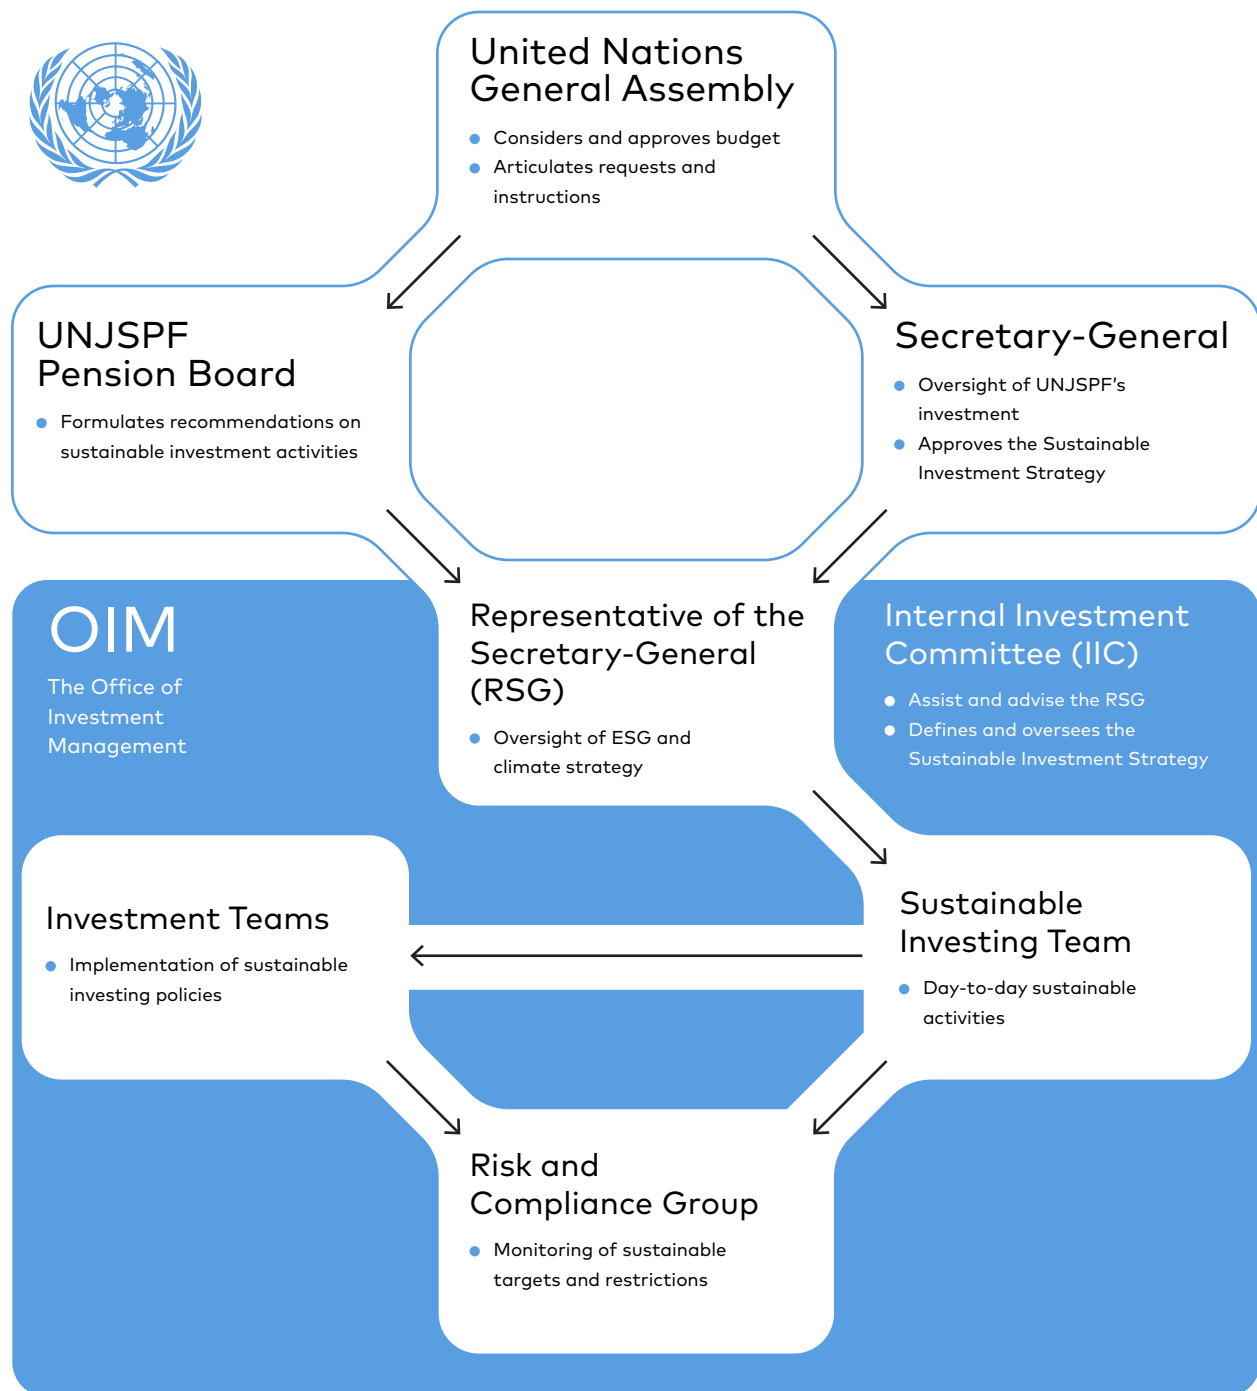 United Nations
General Assembly
Considers and approves budget
Articulates requests and
instructions
UNJSPF
Pension Board
Formulates recommendations on
sustainable investment activities
Secretary-General
Oversight of UNJSPF's
investment
Approves the Sustainable
Investment Strategy
OIM
The Office of
Investment
Management
Representative of the
Secretary-General
(RSG)
Oversight of ESG and
climate strategy
Internal Investment
Committee (IIC)
Assist and advise the RSG
Defines and oversees the
Sustainable Investment Strategy
Investment Teams
Implementation of sustainable
investing policies
Sustainable
Investing Team
Day-to-day sustainable
activities
Risk and
Compliance Group
Monitoring of sustainable
targets and restrictions